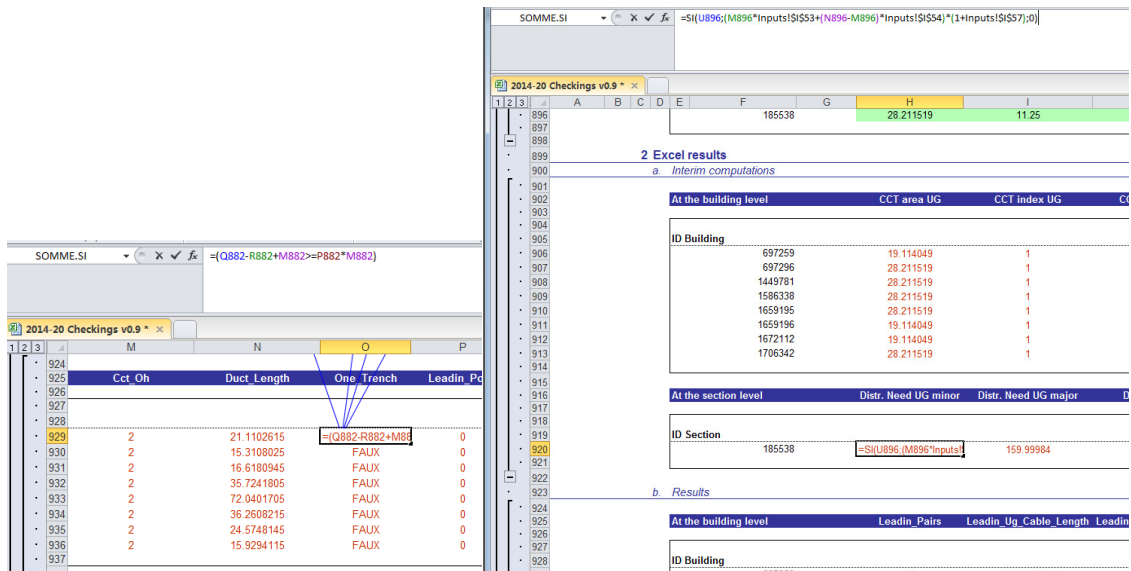 SOMME.SI =SI(U896;(M896*Inputs!$I$53+(N896-M896)*Inputs!$I$54)*(1+Inputs!$I$57);0)
2014-20 Checkings v0.9 *
1 2 3 A B C D E F G H I
896 185538 28.211519 11.25
897
898
899 2 Excel results
900 a. Interim computations
901
902 At the building level CCT area UG CCT index UG
903
904
905 ID Building
906 697259 19.114049 1
907 697296 28.211519 1
908 1449781 28.211519 1
909 1586338 28.211519 1
910 1659195 28.211519 1
911 1659196 19.114049 1
912 1672112 19.114049 1
913 1706342 28.211519 1
914
915
916 At the section level Distr. Need UG minor Distr. Need UG major
917
918
919 ID Section
920 185538 =SI(U896;(M896*Inputs!$ 159.99984
921
922
923 b. Results
924
925 At the building level Leadin_Pairs Leadin_Ug_Cable_Length Leadin
926
927
928 ID Building
SOMME.SI =(Q882-R882+M882>=P882*M882)
2014-20 Checkings v0.9 *
1 2 3 M N O P
924
925 Cct_Oh Duct_Length One_Trench Leadin_Po
926
927
928
929 2 21.1102615 =(Q882-R882+M88 0
930 2 15.3108025 FAUX 0
931 2 16.6180945 FAUX 0
932 2 35.7241805 FAUX 0
933 2 72.0401705 FAUX 0
934 2 36.2608215 FAUX 0
935 2 24.5748145 FAUX 0
936 2 15.9294115 FAUX 0
937